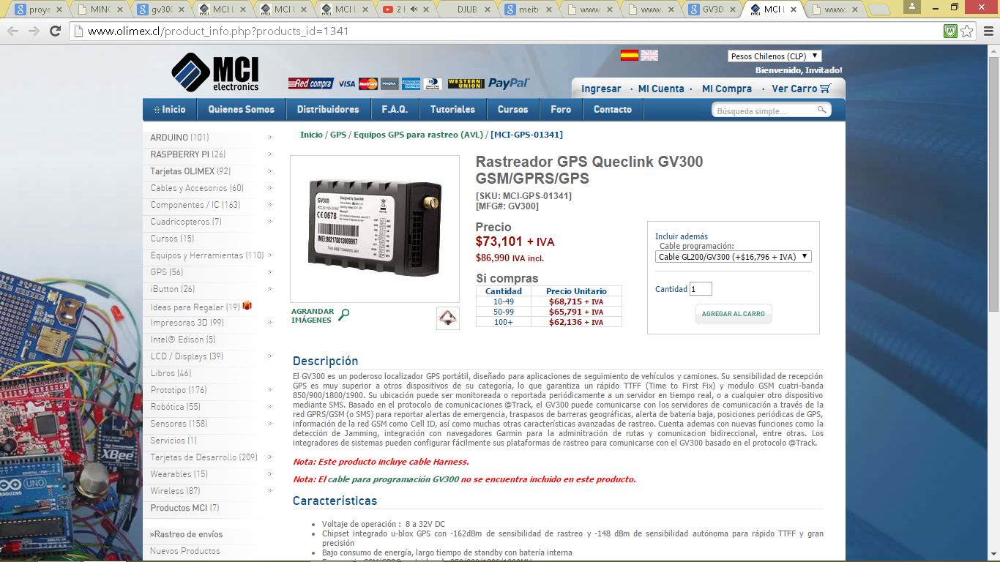 proye
MINC
gv300
MCI L
MCI L
MCI L
2 I
DJUB
meitr
www
www.
GV30
MCI L
www.
www.olimex.cl/product_info.php?products_id=1341
MCI
electronics
Red compra
VISA
MasterCard
MAGNA
WESTERN UNION
PayPal
Pesos Chilenos (CLP)
Bienvenido, Invitado!
Ingresar · Mi Cuenta · Mi Compra · Ver Carro
Inicio
Quienes Somos
Distribuidores
F.A.Q.
Tutoriales
Cursos
Foro
Contacto
Búsqueda simple...
ARDUINO (101)
RASPBERRY PI (26)
Tarjetas OLIMEX (92)
Cables y Accesorios (60)
Componentes / IC (163)
Cuadricopteros (7)
Cursos (15)
Equipos y Herramientas (110)
GPS (56)
iButton (26)
Ideas para Regalar (19)
Impresoras 3D (99)
Intel® Edison (5)
LCD / Displays (39)
Libros (46)
Prototipo (176)
Robótica (55)
Sensores (158)
Servicios (1)
Tarjetas de Desarrollo (209)
Wearables (15)
Wireless (87)
Productos MCI (7)
»Rastreo de envíos
Nuevos Productos
Inicio / GPS / Equipos GPS para rastreo (AVL) / [MCI-GPS-01341]
GV300
Designed by Queclink
CE0678
IMEI:862170013909997
THIS SIDE TOWARDS SKY
AGRANDAR
IMÁGENES
Rastreador GPS Queclink GV300
GSM/GPRS/GPS
[SKU: MCI-GPS-01341]
[MFG#: GV300]
Precio
$73,101 + IVA
$86,990 IVA incl.
Si compras
Cantidad Precio Unitario
10-49 $68,715 + IVA
50-99 $65,791 + IVA
100+ $62,136 + IVA
Incluir además
Cable programación:
Cable GL200/GV300 (+$16,796 + IVA)
Cantidad 1
AGREGAR AL CARRO
Descripción
El GV300 es un poderoso localizador GPS portátil, diseñado para aplicaciones de seguimiento de vehículos y camiones. Su sensibilidad de recepción
GPS es muy superior a otros dispositivos de su categoría, lo que garantiza un rápido TTFF (Time to First Fix) y modulo GSM cuatri-banda
850/900/1800/1900. Su ubicación puede ser monitoreada o reportada periódicamente a un servidor en tiempo real, o a cualquier otro dispositivo
mediante SMS. Basado en el protocolo de comunicaciones @Track, el GV300 puede comunicarse con los servidores de comunicación a través de la
red GPRS/GSM (o SMS) para reportar alertas de emergencia, traspasos de barreras geográficas, alerta de batería baja, posiciones periódicas de GPS,
información de la red GSM como Cell ID, así como muchas otras características avanzadas de rastreo. Cuenta ademas con nuevas funciones como la
detección de Jamming, integración con navegadores Garmin para la adminitración de rutas y comunicacion bidireccional, entre otras. Los
integradores de sistemas pueden configurar fácilmente sus plataformas de rastreo para comunicarse con el GV300 basado en el protocolo @Track.
Nota: Este producto incluye cable Harness.
Nota: El cable para programación GV300 no se encuentra incluido en este producto.
Características
Voltaje de operación : 8 a 32V DC
Chipset integrado u-blox GPS con -162dBm de sensibilidad de rastreo y -148 dBm de sensibilidad autónoma para rápido TTFF y gran
precisión
Bajo consumo de energía, largo tiempo de standby con batería interna
XBee
ARDUINO
UNO